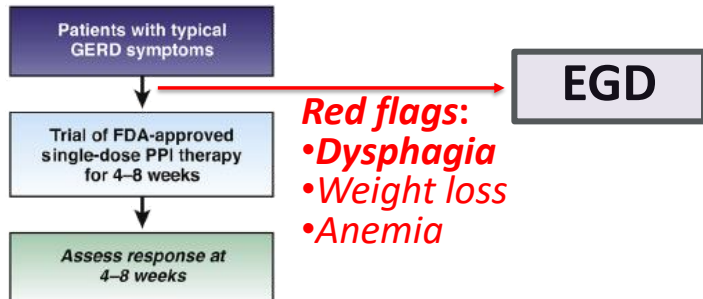 Patients with typical
GERD symptoms
EGD
Red flags:
•Dysphagia
•Weight loss
•Anemia
Trial of FDA-approved
single-dose PPI therapy
for 4–8 weeks
Assess response at
4–8 weeks